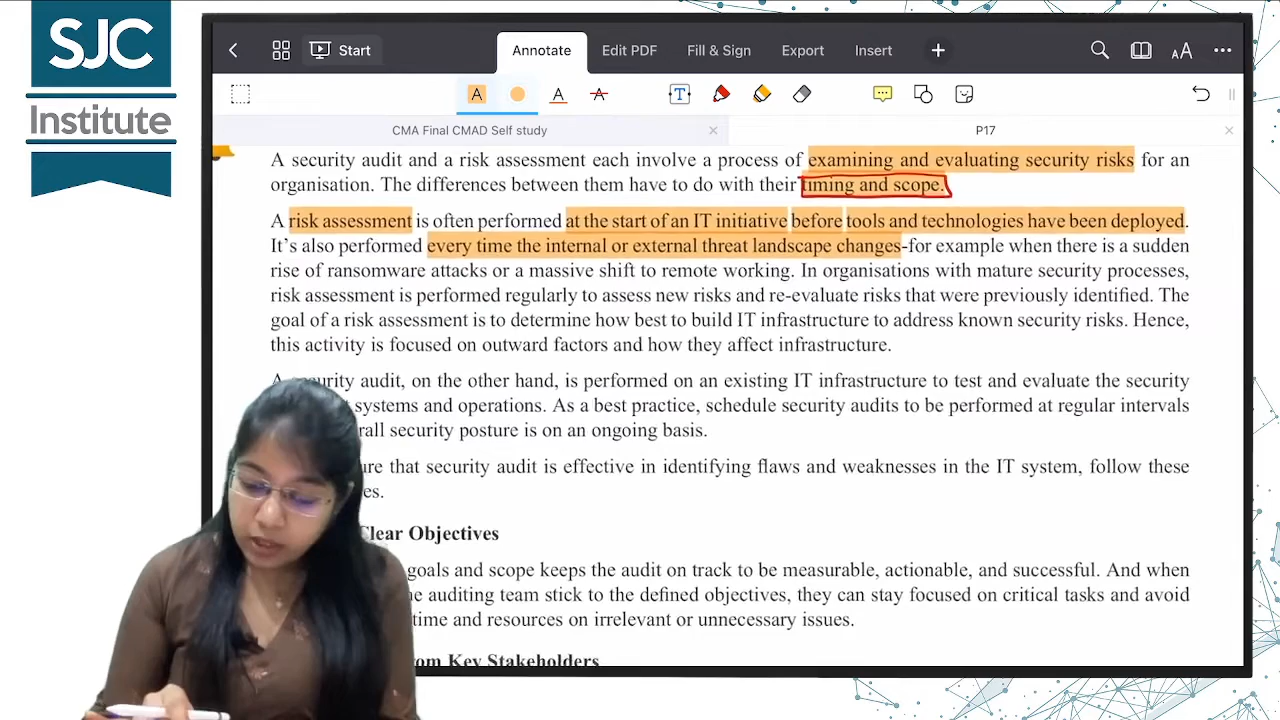 SJC
Institute
Start
Annotate
Edit PDF
Fill & Sign
Export
Insert
CMA Final CMAD Self study
P17
A security audit and a risk assessment each involve a process of examining and evaluating security risks for an
organisation. The differences between them have to do with their timing and scope.
A risk assessment is often performed at the start of an IT initiative before tools and technologies have been deployed.
It's also performed every time the internal or external threat landscape changes-for example when there is a sudden
rise of ransomware attacks or a massive shift to remote working. In organisations with mature security processes,
risk assessment is performed regularly to assess new risks and re-evaluate risks that were previously identified. The
goal of a risk assessment is to determine how best to build IT infrastructure to address known security risks. Hence,
this activity is focused on outward factors and how they affect infrastructure.
A security audit, on the other hand, is performed on an existing IT infrastructure to test and evaluate the security
systems and operations. As a best practice, schedule security audits to be performed at regular intervals
security posture is on an ongoing basis.
that security audit is effective in identifying flaws and weaknesses in the IT system, follow these
Clear Objectives
goals and scope keeps the audit on track to be measurable, actionable, and successful. And when
auditing team stick to the defined objectives, they can stay focused on critical tasks and avoid
time and resources on irrelevant or unnecessary issues.
from Key Stakeholders